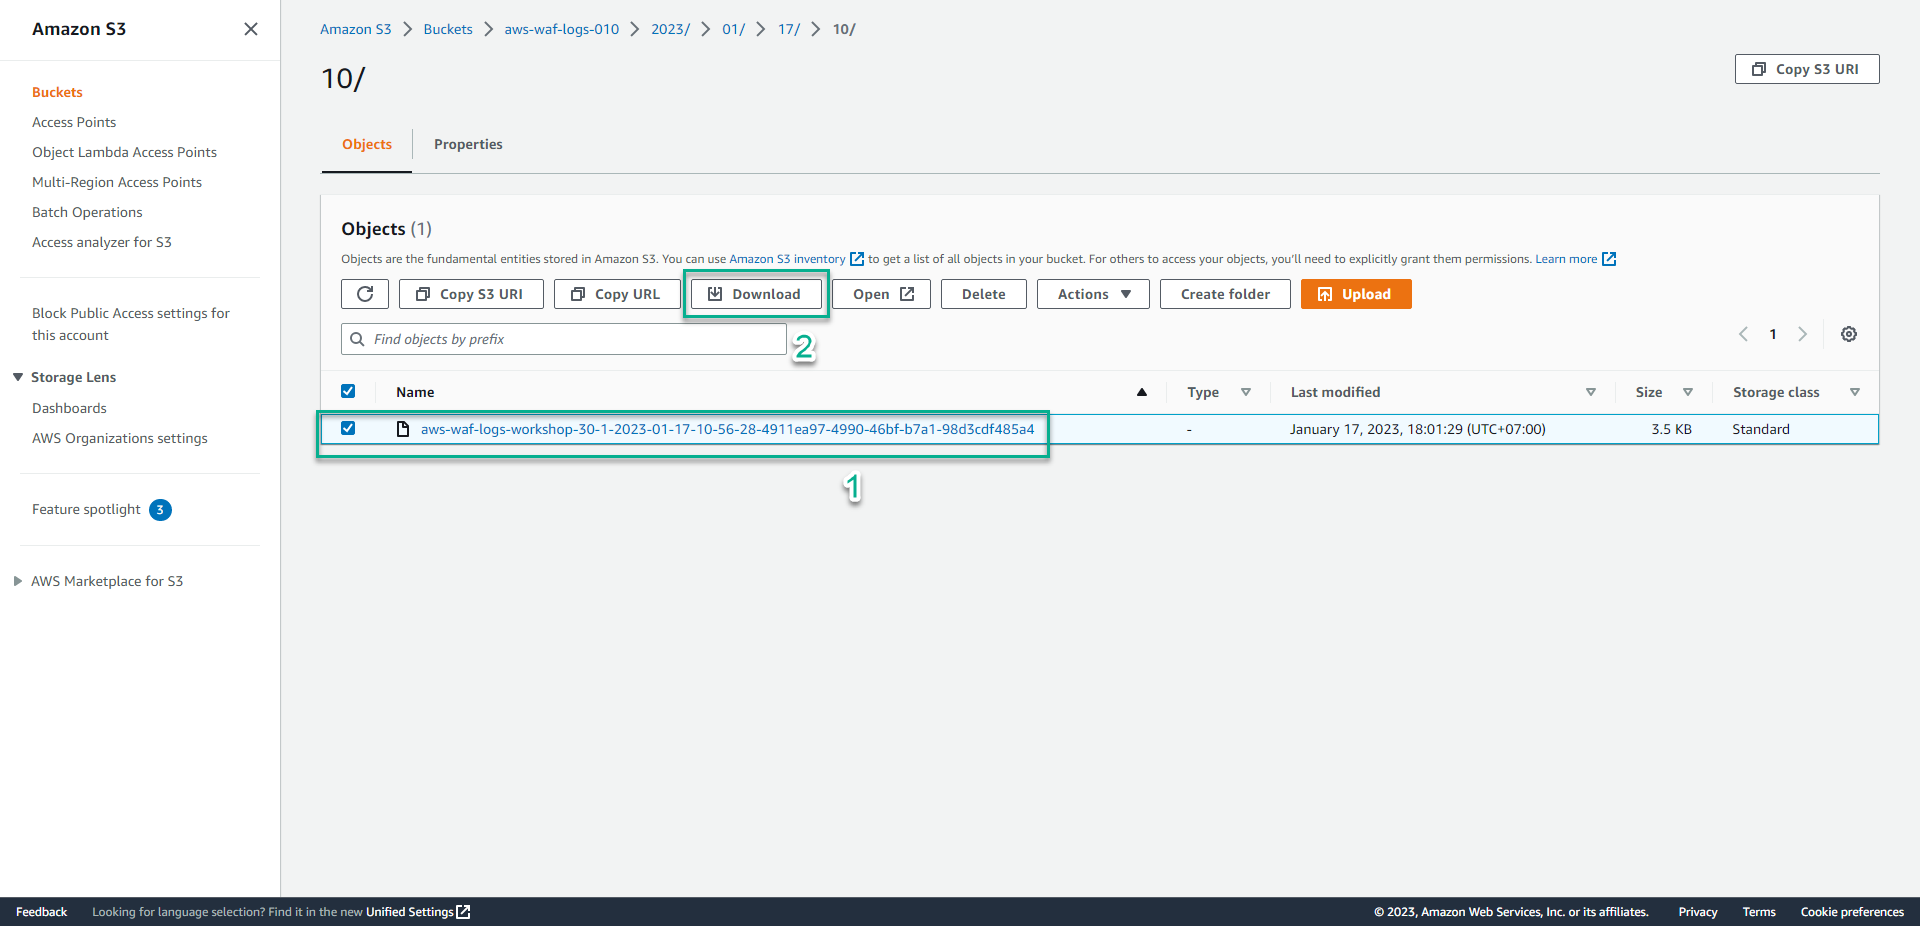 Amazon S3
Buckets
Access Points
Object Lambda Access Points
Multi-Region Access Points
Batch Operations
Access analyzer for S3
Block Public Access settings for
this account
Storage Lens
Dashboards
AWS Organizations settings
Feature spotlight 3
AWS Marketplace for S3
Amazon S3 Buckets aws-waf-logs-010 2023/ 01/ 17/ 10/
10/
Copy S3 URI
Objects Properties
Objects (1)
Objects are the fundamental entities stored in Amazon S3. You can use Amazon S3 inventory to get a list of all objects in your bucket. For others to access your objects, you'll need to explicitly grant them permissions. Learn more
Copy S3 URI Copy URL Download Open Delete Actions Create folder Upload
Find objects by prefix
2
1
Name Type Last modified Size Storage class
aws-waf-logs-workshop-30-1-2023-01-17-10-56-28-4911ea97-4990-46bf-b7a1-98d3cdf485a4 - January 17, 2023, 18:01:29 (UTC+07:00) 3.5 KB Standard
1
Feedback Looking for language selection? Find it in the new Unified Settings © 2023, Amazon Web Services, Inc. or its affiliates. Privacy Terms Cookie preferences